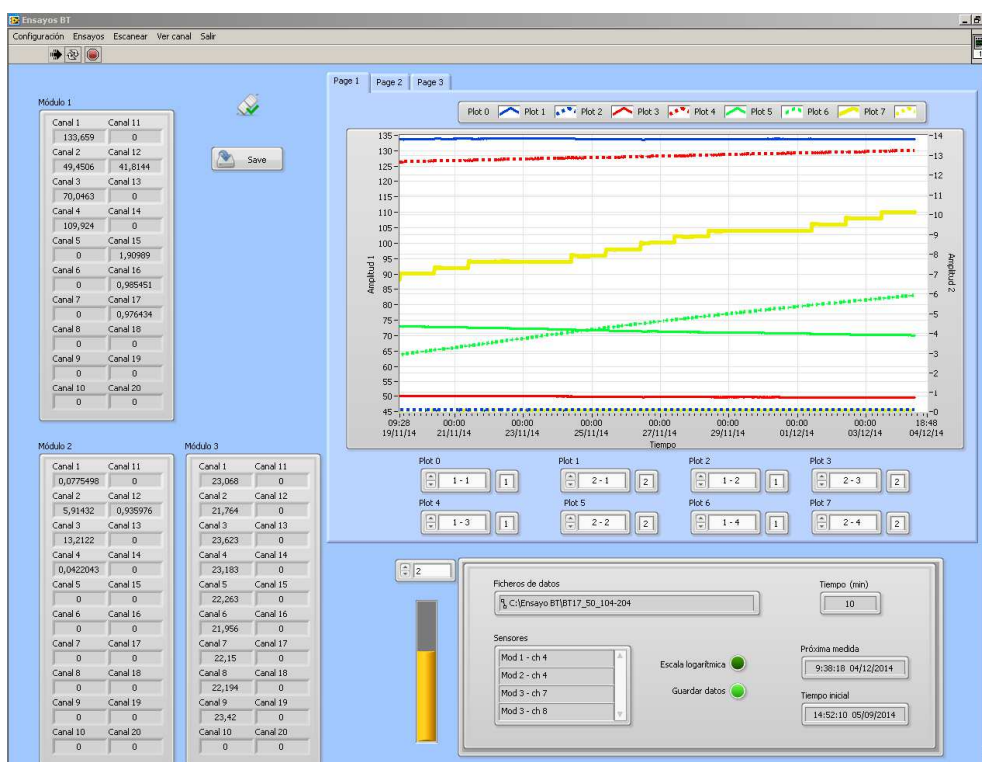 Ensayos BT
Configuración Ensayos Escanear Ver canal Salir
Page 1 Page 2 Page 3
Módulo 1
Canal 1 Canal 11
133,659 0
Canal 2 Canal 12
49,4506 41,8144
Canal 3 Canal 13
70,0463 0
Canal 4 Canal 14
109,924 0
Canal 5 Canal 15
0 1,90989
Canal 6 Canal 16
0 0,985451
Canal 7 Canal 17
0 0,976434
Canal 8 Canal 18
0 0
Canal 9 Canal 19
0 0
Canal 10 Canal 20
0 0
Save
Plot 0 Plot 1 Plot 2 Plot 3 Plot 4 Plot 5 Plot 6 Plot 7
Amplitud 1
135
130
125
120
115
110
105
100
95
90
85
80
75
70
65
60
55
50
45
14
13
12
11
10
9
8
7
6
5
4
3
2
1
0
Amplitud 2
09:28 00:00 00:00 00:00 00:00 00:00 00:00 00:00 18:48
19/11/14 21/11/14 23/11/14 25/11/14 27/11/14 29/11/14 01/12/14 03/12/14 04/12/14
Tiempo
Plot 0 Plot 1 Plot 2 Plot 3
1 - 1 1 2 - 1 2 1 - 2 1 2 - 3 2
Plot 4 Plot 5 Plot 6 Plot 7
1 - 3 1 2 - 2 2 1 - 4 1 2 - 4 2
Módulo 2
Canal 1 Canal 11
0,0775498 0
Canal 2 Canal 12
5,91432 0,935976
Canal 3 Canal 13
13,2122 0
Canal 4 Canal 14
0,0422043 0
Canal 5 Canal 15
0 0
Canal 6 Canal 16
0 0
Canal 7 Canal 17
0 0
Canal 8 Canal 18
0 0
Canal 9 Canal 19
0 0
Canal 10 Canal 20
0 0
Módulo 3
Canal 1 Canal 11
23,068 0
Canal 2 Canal 12
21,764 0
Canal 3 Canal 13
23,623 0
Canal 4 Canal 14
23,183 0
Canal 5 Canal 15
22,263 0
Canal 6 Canal 16
21,956 0
Canal 7 Canal 17
22,15 0
Canal 8 Canal 18
22,194 0
Canal 9 Canal 19
23,42 0
Canal 10 Canal 20
0 0
2
Ficheros de datos
C:\Ensayo BT\BT17_50_104-204
Tiempo (min)
10
Sensores
Mod 1 - ch 4
Mod 2 - ch 4
Mod 3 - ch 7
Mod 3 - ch 8
Escala logarítmica
Guardar datos
Próxima medida
9:38:18 04/12/2014
Tiempo inicial
14:52:10 05/09/2014